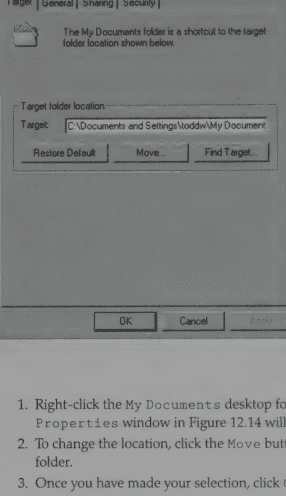 Target General Sharing Security
The My Documents folder is a shortcut to the target
folder location shown below.
Target folder location
Target: C:\Documents and Settings\toddw\My Document
Restore Default Move... Find Target...
OK Cancel Apply
1. Right-click the My Documents desktop fo
Properties window in Figure 12.14 will
2. To change the location, click the Move but
folder.
3. Once you have made your selection, click